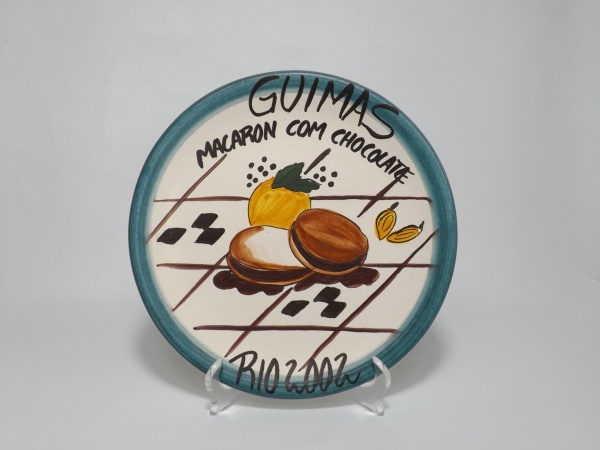 GUIMAS
MACARON COM CHOCOLATE
RIO 2002